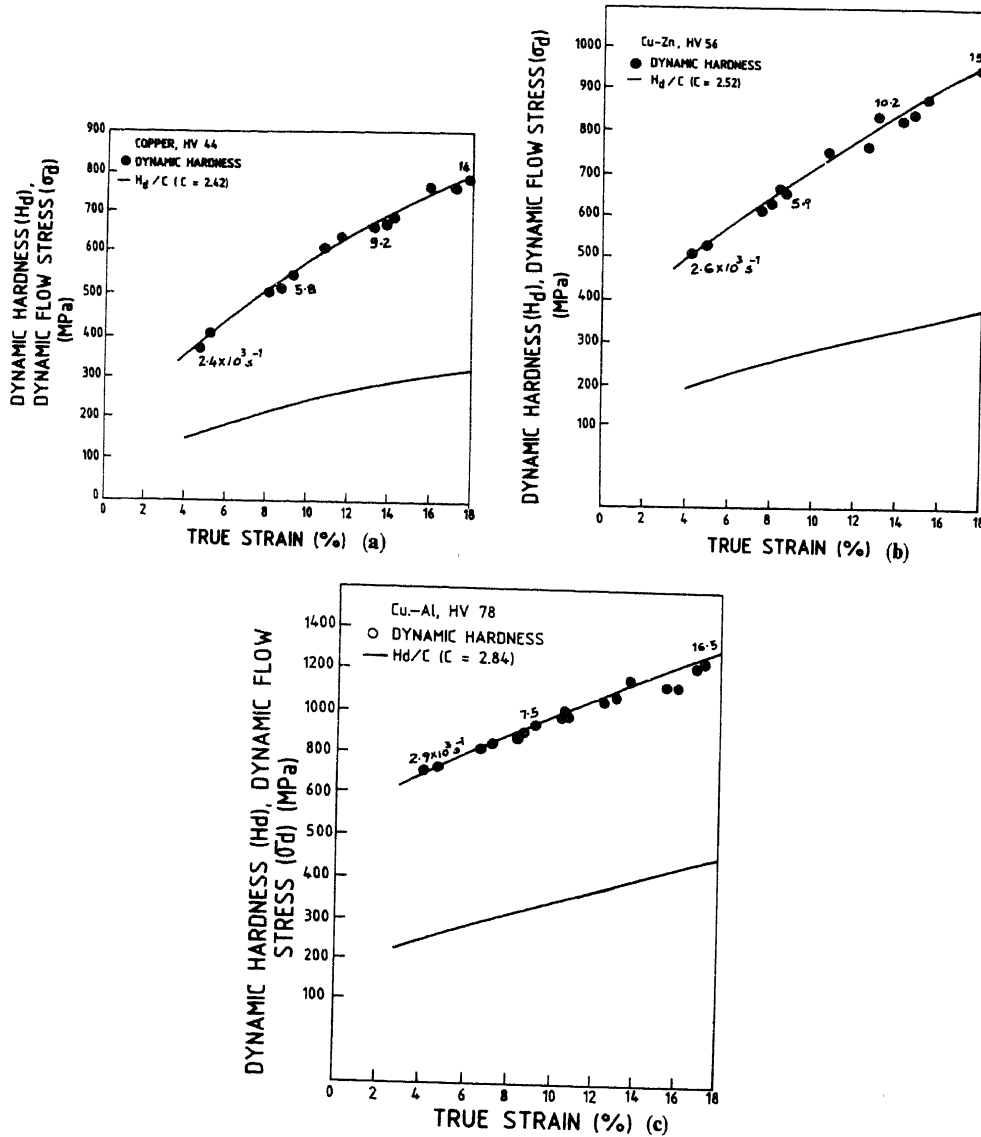 COPPER, HV 44
● DYNAMIC HARDNESS
— H_d/C (C = 2.42)
900
800
700
600
500
400
300
200
100
0
16
9.2
5.8
2.4x10³s⁻¹
DYNAMIC HARDNESS (H_d),
DYNAMIC FLOW STRESS (σ_d)
(MPa)
0 2 4 6 8 10 12 14 16 18
TRUE STRAIN (%) (a)
Cu-Zn, HV 56
● DYNAMIC HARDNESS
— H_d/C (C = 2.52)
1000
900
800
700
600
500
400
300
200
100
15
10.2
5.9
2.6x10³s⁻¹
DYNAMIC HARDNESS (H_d), DYNAMIC FLOW STRESS (σ_d)
(MPa)
0 2 4 6 8 10 12 14 16 18
TRUE STRAIN (%) (b)
Cu.-Al, HV 78
○ DYNAMIC HARDNESS
— Hd/C (C = 2.84)
1400
1200
1000
800
600
500
400
300
200
100
16.5
7.5
2.9x10³s⁻¹
DYNAMIC HARDNESS (Hd), DYNAMIC FLOW
STRESS (σd) (MPa)
0 2 4 6 8 10 12 14 16 18
TRUE STRAIN (%) (c)